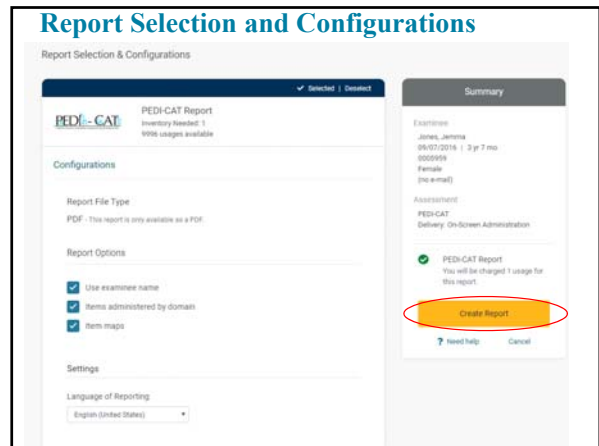 Report Selection and Configurations
Report Selection & Configurations
✔ Selected | Deselect
PEDI-CAT
PEDI-CAT Report
Inventory Needed: 1
9996 usages available
Configurations
Report File Type
PDF - This report is only available as a PDF.
Report Options
Use examinee name
Items administered by domain
Item maps
Settings
Language of Reporting
English (United States)
Summary
Examinee
Jones, Jemma
09/07/2016 | 3 yr 7 mo
0000959
Female
(no e-mail)
Assessment
PEDI-CAT
Delivery: On-Screen Administration
PEDI-CAT Report
You will be charged 1 usage for
this report.
Create Report
? Need help Cancel